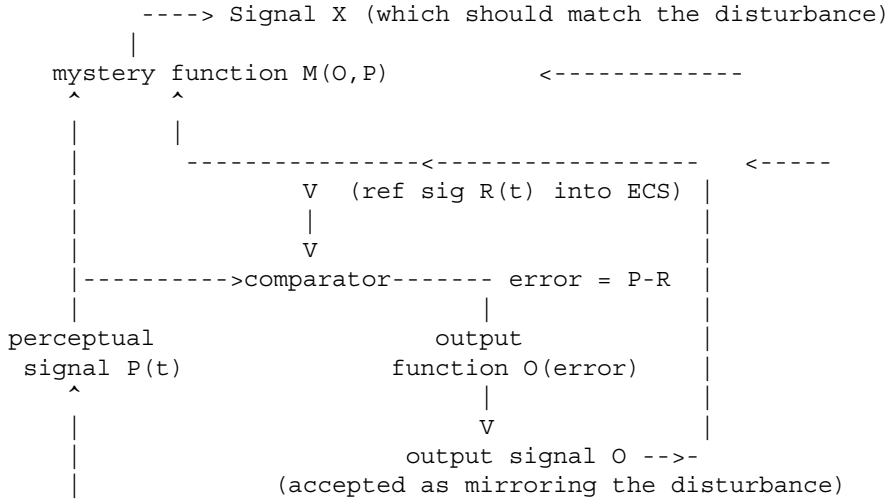 ----> Signal X (which should match the disturbance)
|
mystery function M(O,P) <-------------
^ ^
| |
| ----------------<------------------- <-----
| V (ref sig R(t) into ECS) |
| | |
| V |
|---------->comparator------- error = P-R |
| | |
perceptual output |
signal P(t) function O(error) |
^ | |
| V |
| output signal O -->-
| (accepted as mirroring the disturbance)